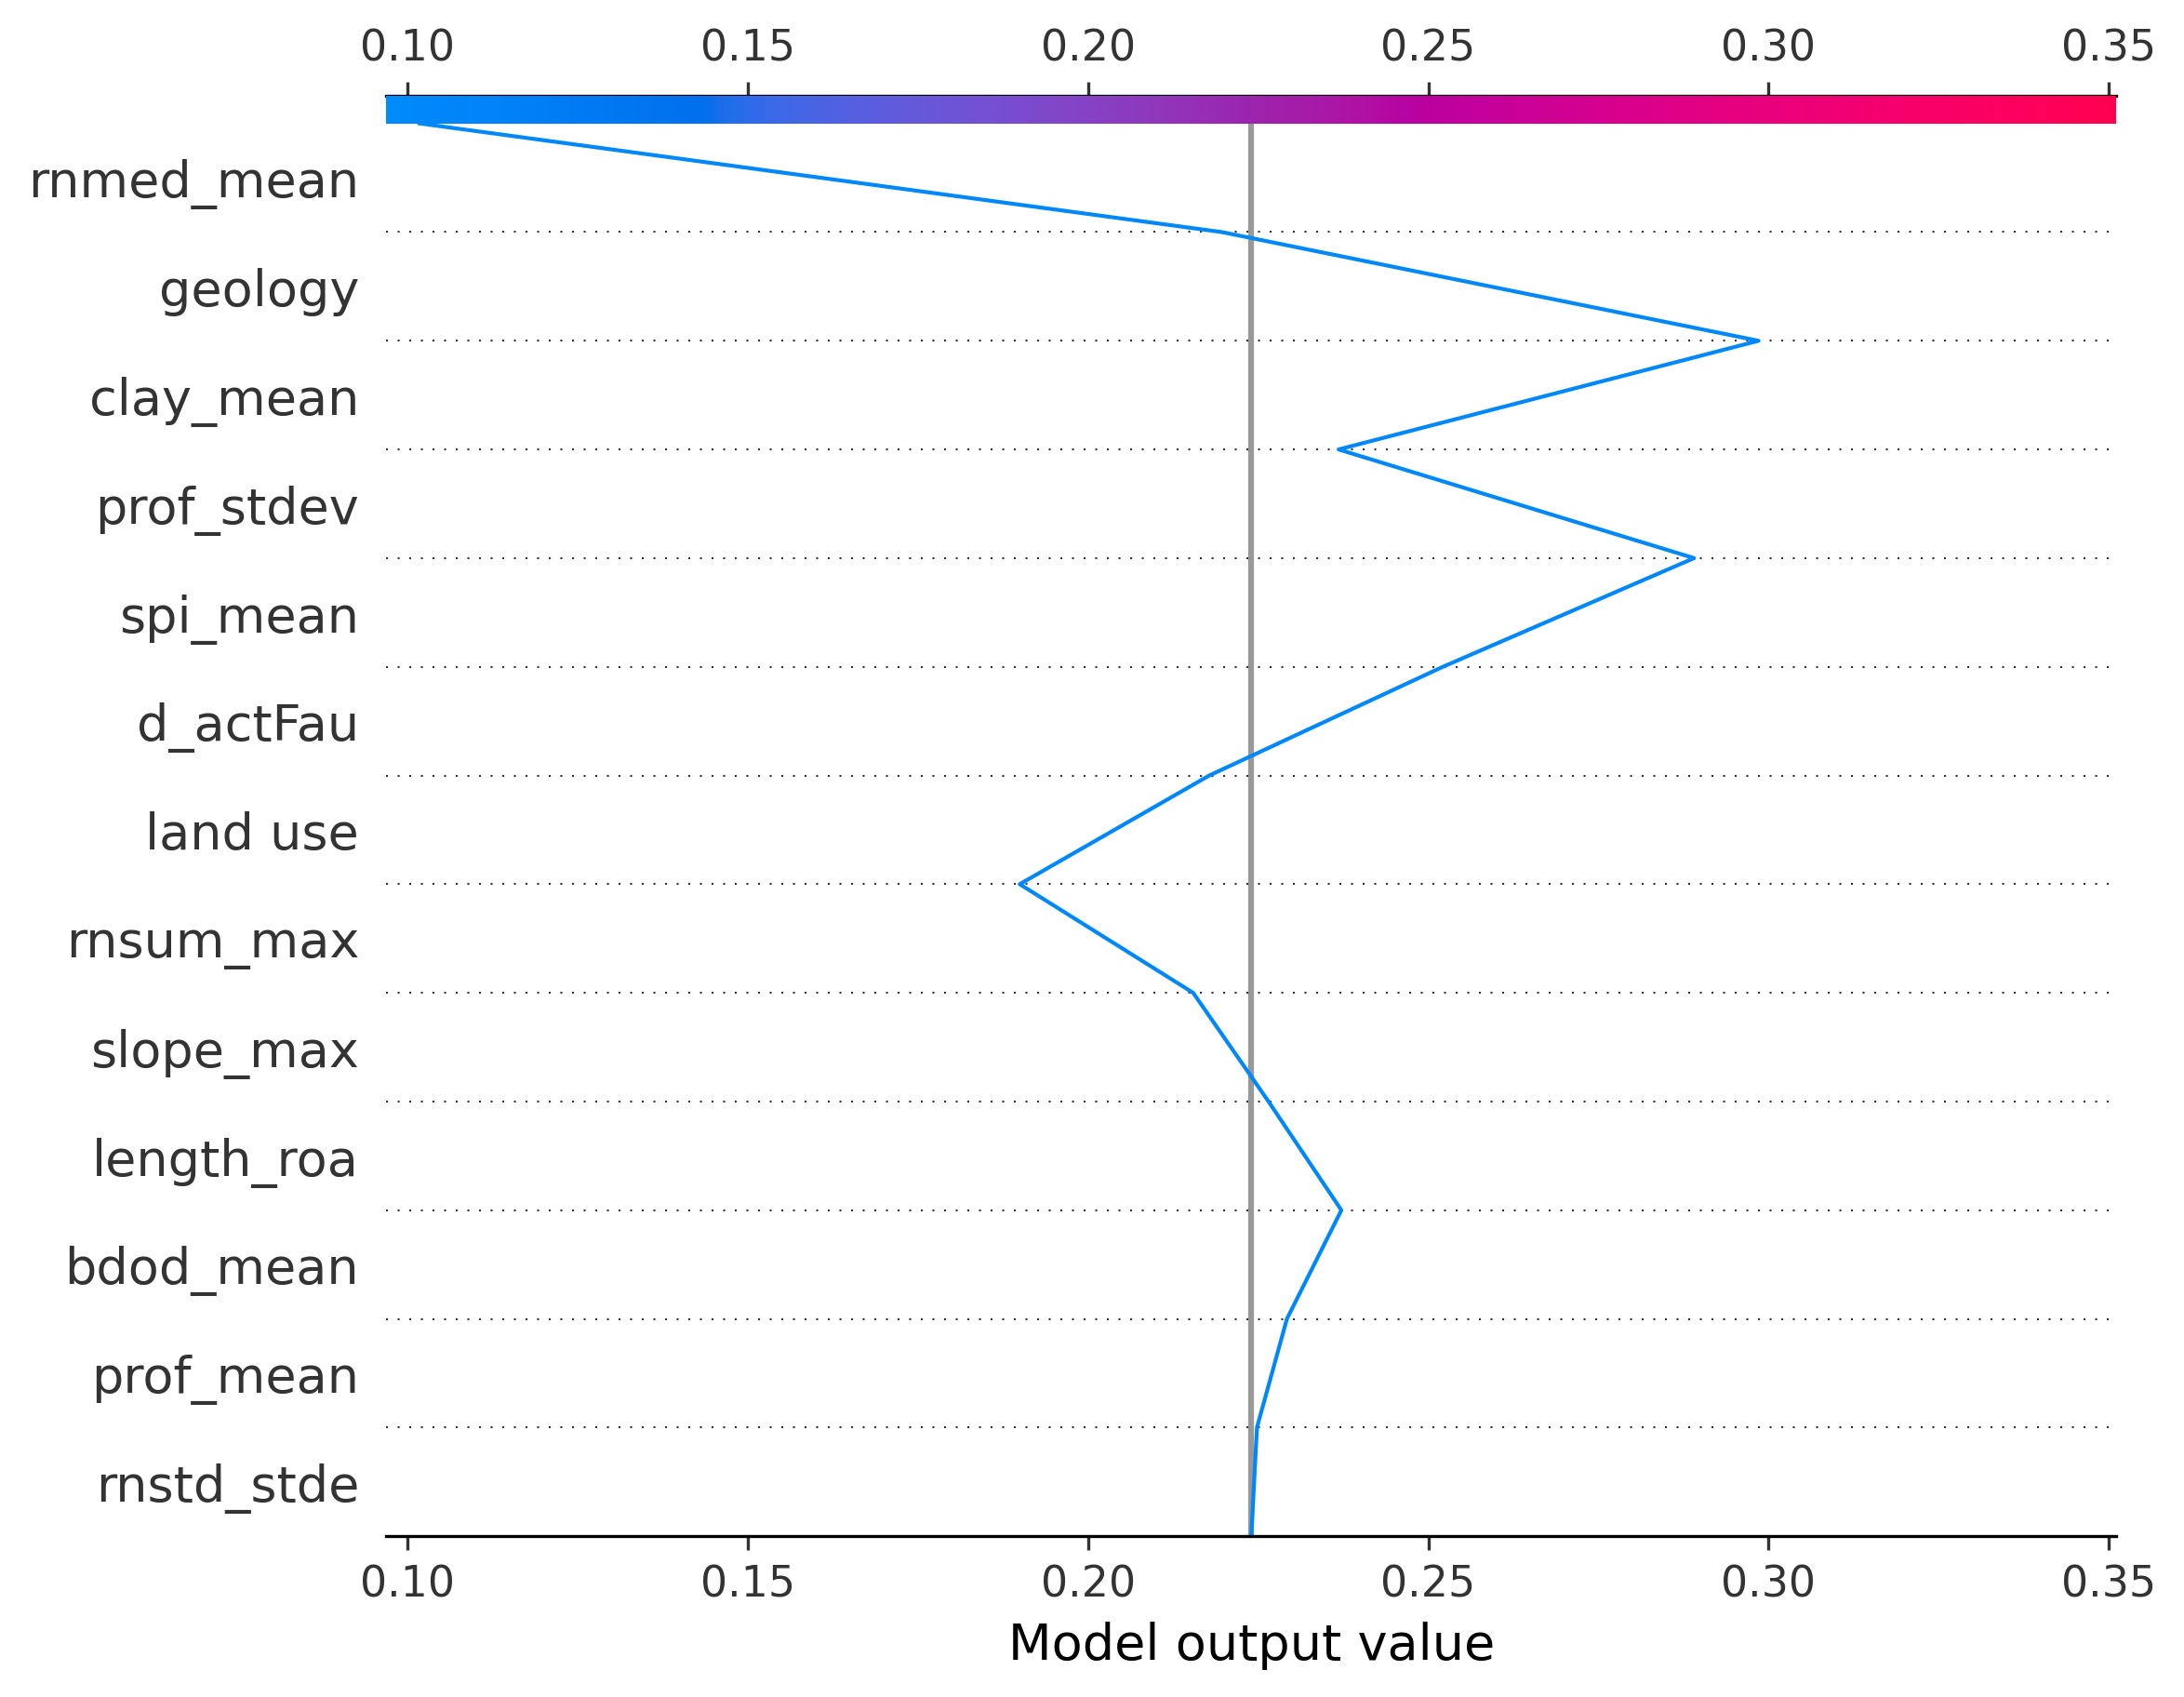 0.10 0.15 0.20 0.25 0.30 0.35
rnmed_mean
geology
clay_mean
prof_stdev
spi_mean
d_actFau
land use
rnsum_max
slope_max
length_roa
bdod_mean
prof_mean
rnstd_stde
0.10 0.15 0.20 0.25 0.30 0.35
Model output value